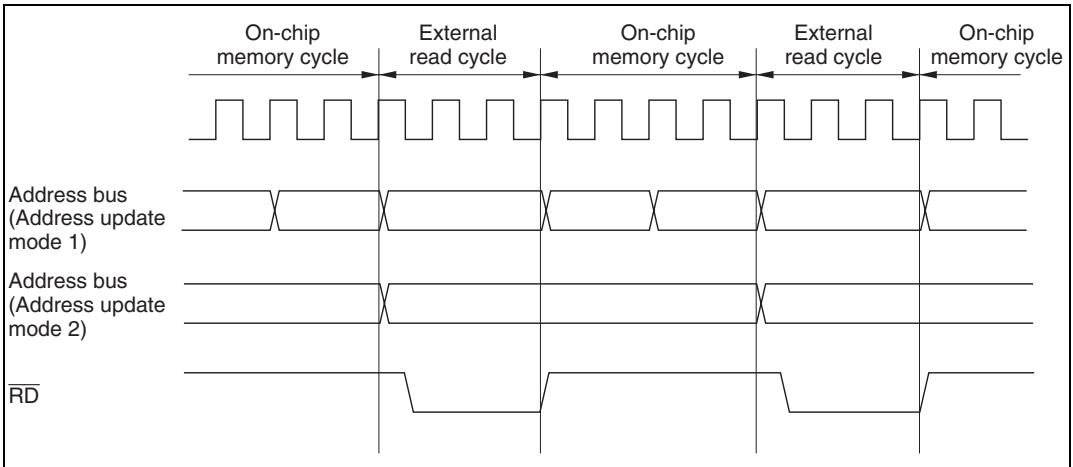 On-chip
memory cycle
External
read cycle
On-chip
memory cycle
External
read cycle
On-chip
memory cycle
Address bus
(Address update
mode 1)
Address bus
(Address update
mode 2)
RD